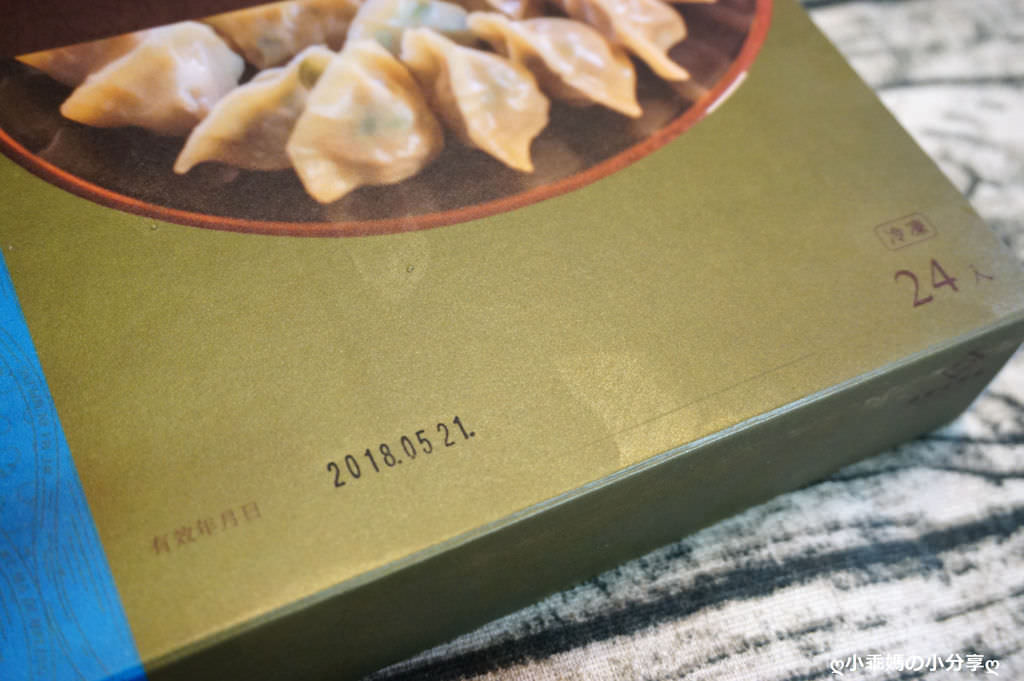 冷凍
24入
2018.05 21.
有效年月日
ღ小乖媽の小分享ღ